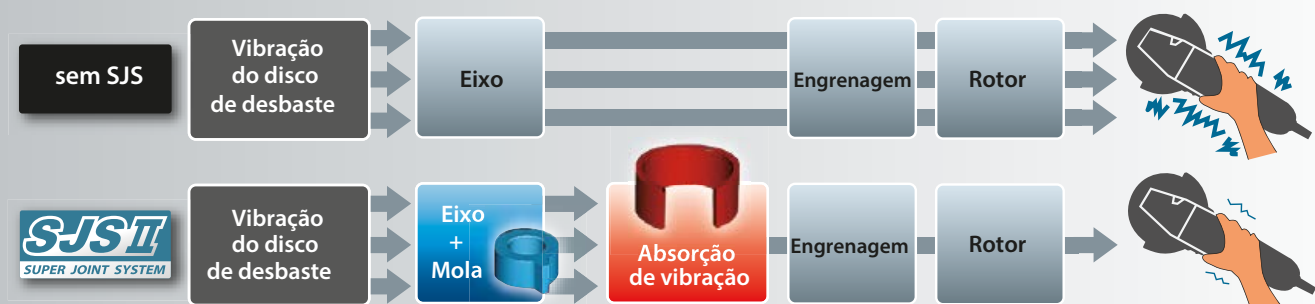 sem SJS
Vibração
do disco
de desbaste
Eixo
Engrenagem
Rotor
SJS II
SUPER JOINT SYSTEM
Vibração
do disco
de desbaste
Eixo
+
Mola
Absorção
de vibração
Engrenagem
Rotor